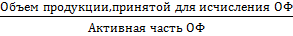 Объем продукции,принятой для исчисления ОФ
Активная часть ОФ